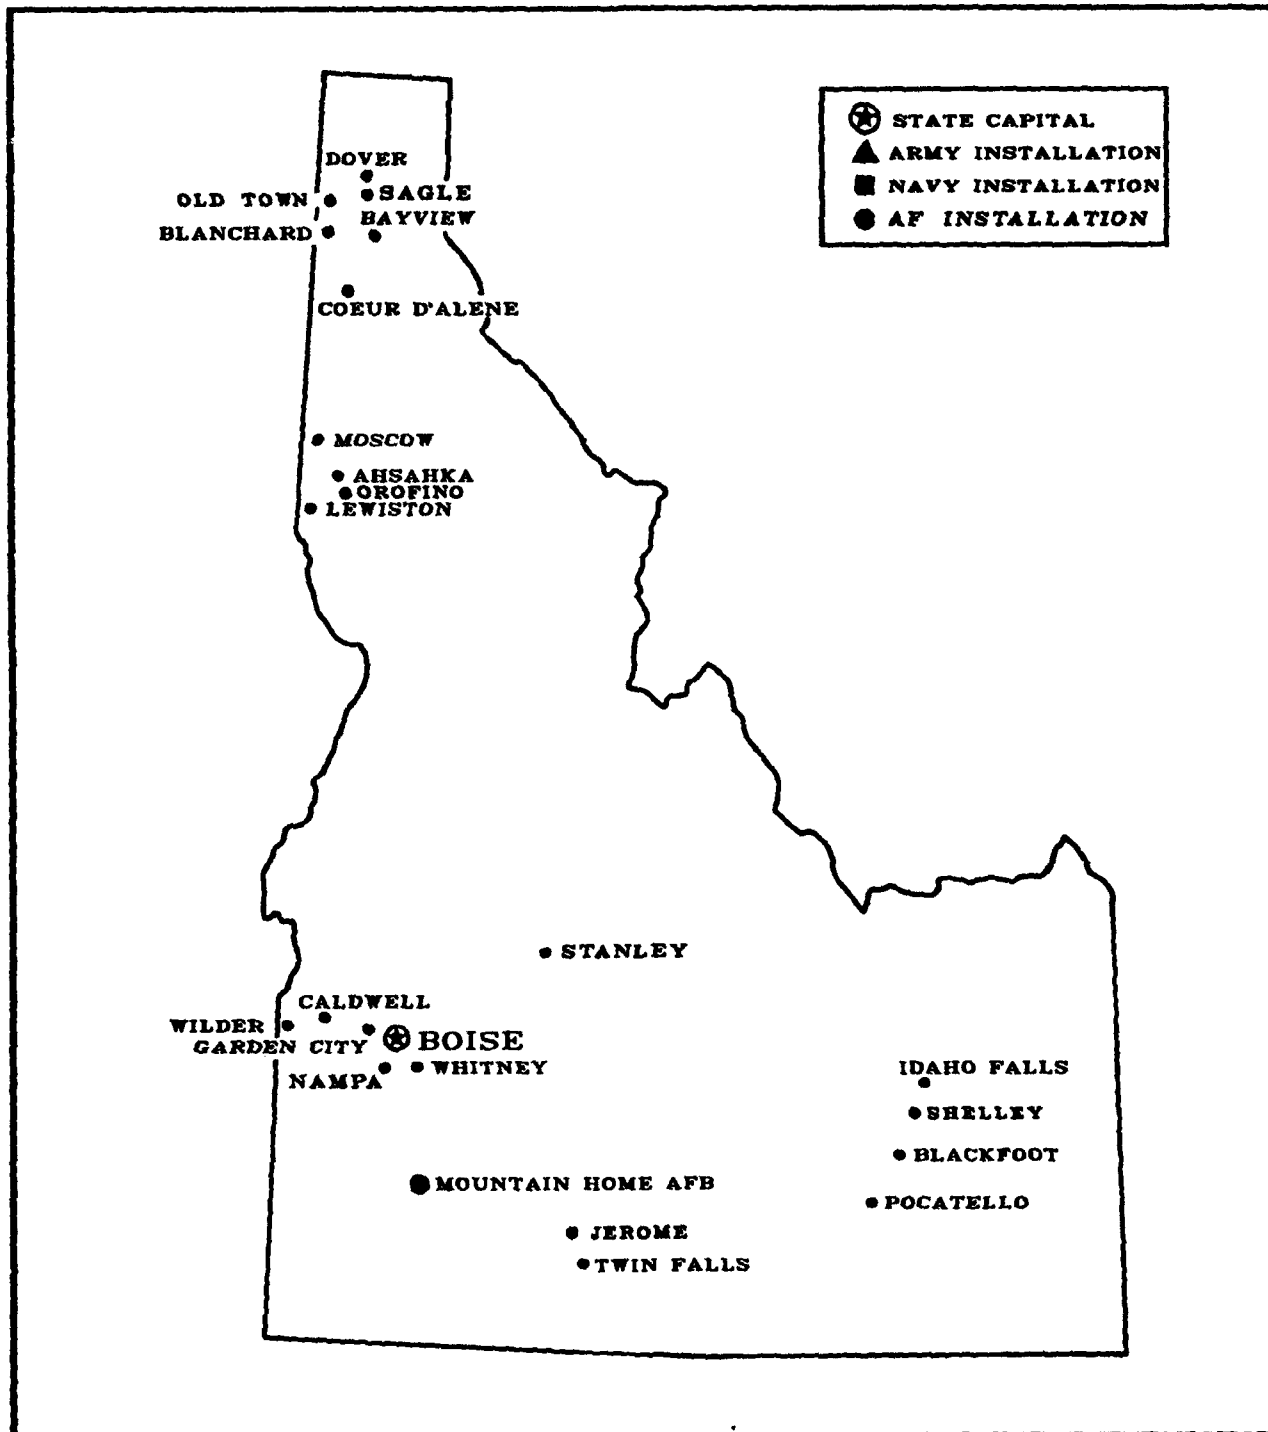 STATE CAPITAL
ARMY INSTALLATION
NAVY INSTALLATION
AF INSTALLATION
DOVER
OLD TOWN
SAGLE
BAYVIEW
BLANCHARD
COEUR D'ALENE
MOSCOW
AHSAHKA
OROFINO
LEWISTON
STANLEY
CALDWELL
WILDER
GARDEN CITY
BOISE
NAMPA
WHITNEY
IDAHO FALLS
SHELLEY
BLACKFOOT
MOUNTAIN HOME AFB
POCATELLO
JEROME
TWIN FALLS